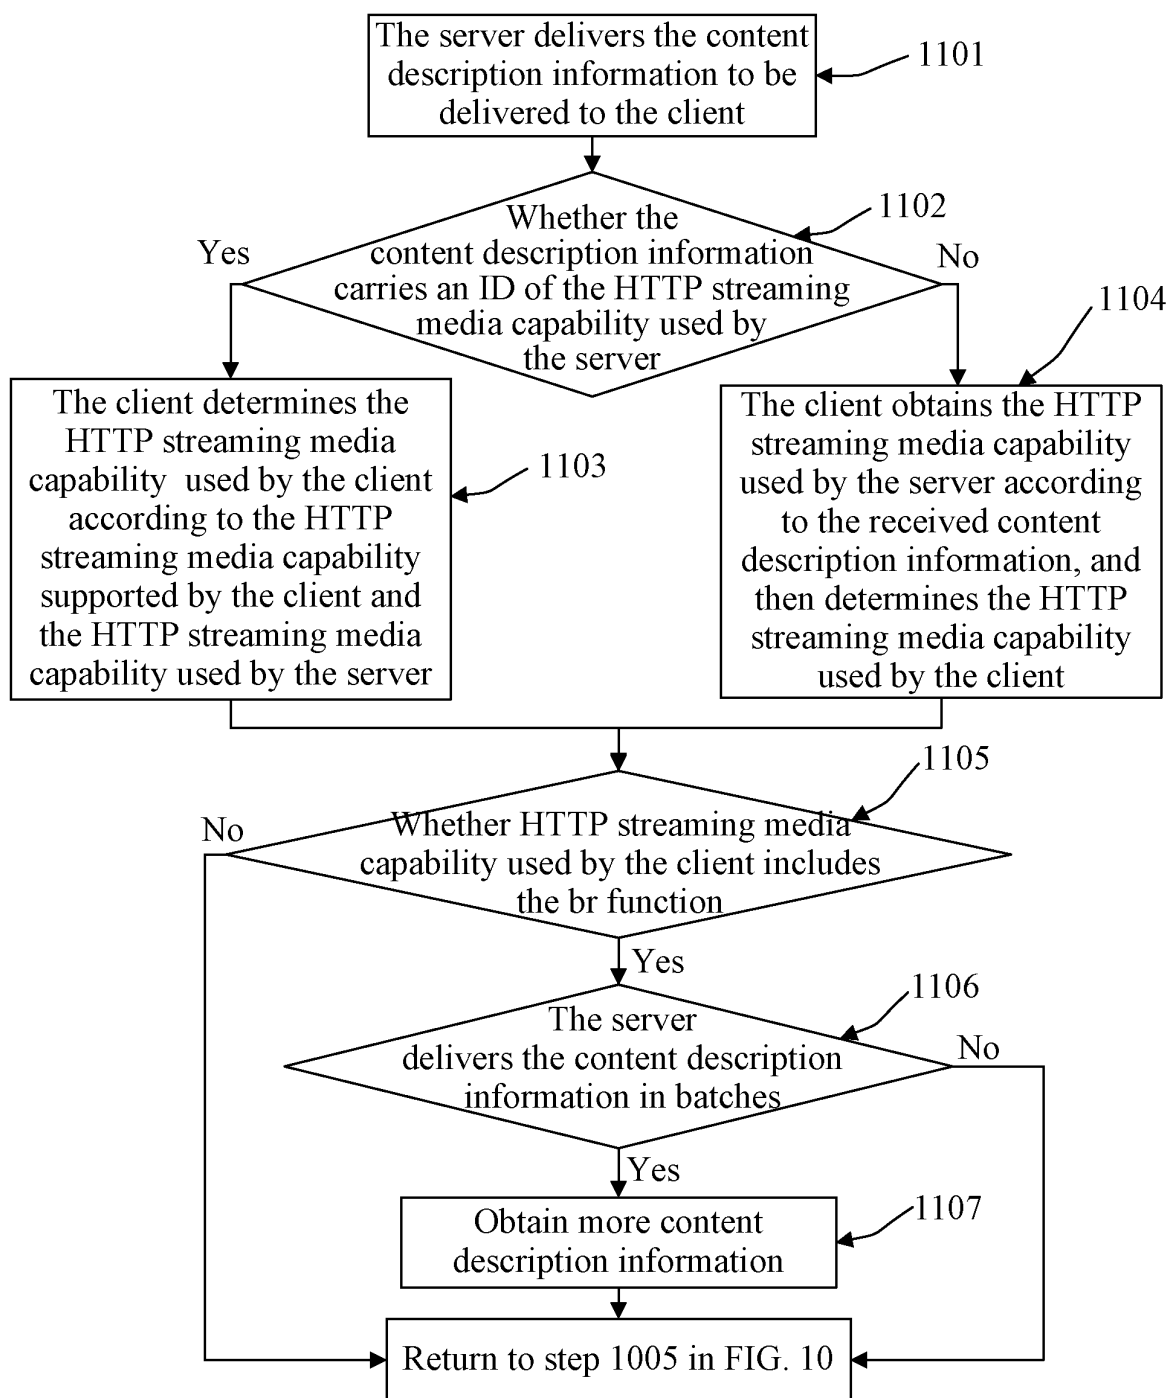 The server delivers the content
description information to be
delivered to the client
1101
Whether the
content description information
carries an ID of the HTTP streaming
media capability used by
the server
1102
Yes
No
1104
The client determines the
HTTP streaming media
capability used by the client
according to the HTTP
streaming media capability
supported by the client and
the HTTP streaming media
capability used by the server
1103
The client obtains the HTTP
streaming media capability
used by the server according
to the received content
description information, and
then determines the HTTP
streaming media capability
used by the client
1105
No
Whether HTTP streaming media
capability used by the client includes
the br function
Yes
1106
The server
delivers the content description
information in batches
No
Yes
1107
Obtain more content
description information
Return to step 1005 in FIG. 10